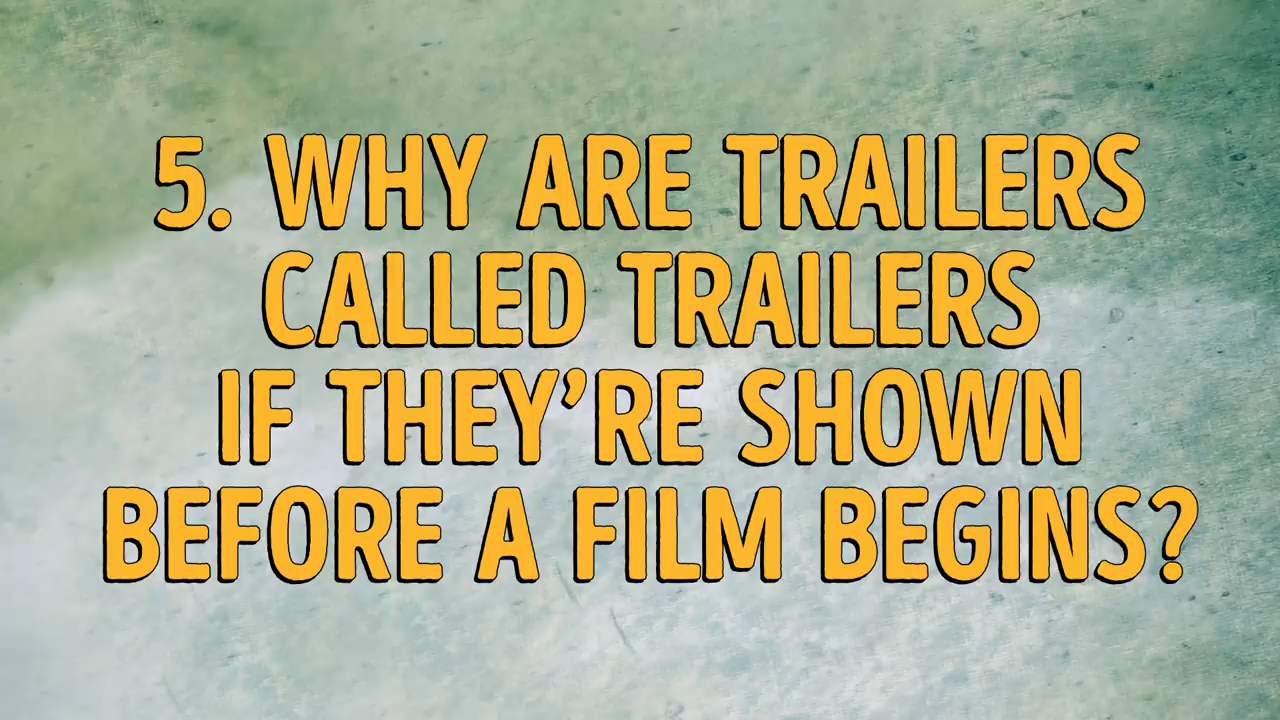 5. WHY ARE TRAILERS
CALLED TRAILERS
IF THEY’RE SHOWN
BEFORE A FILM BEGINS?